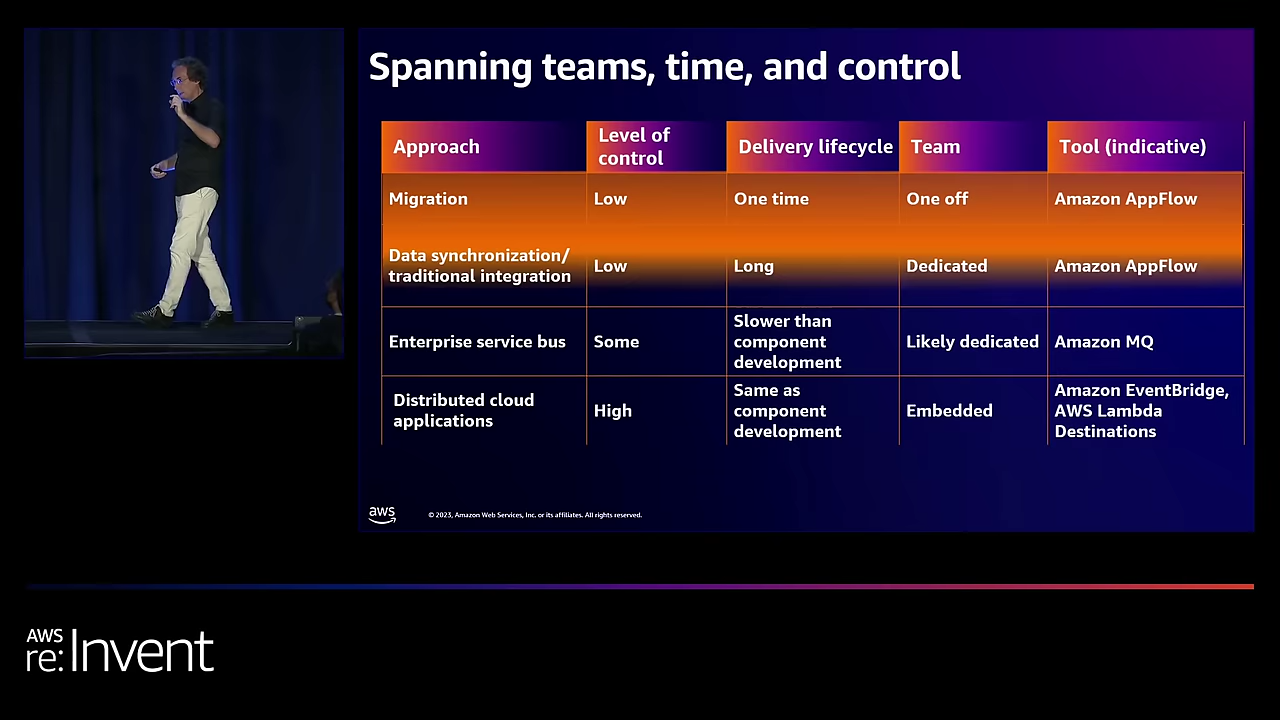 Spanning teams, time, and control
Approach
Level of
control
Delivery lifecycle
Team
Tool (indicative)
Migration
Low
One time
One off
Amazon AppFlow
Data synchronization/
traditional integration
Low
Long
Dedicated
Amazon AppFlow
Enterprise service bus
Some
Slower than
component
development
Likely dedicated
Amazon MQ
Distributed cloud
applications
High
Same as
component
development
Embedded
Amazon EventBridge,
AWS Lambda
Destinations
aws
© 2023, Amazon Web Services, Inc. or its affiliates. All rights reserved.
AWS
re:Invent